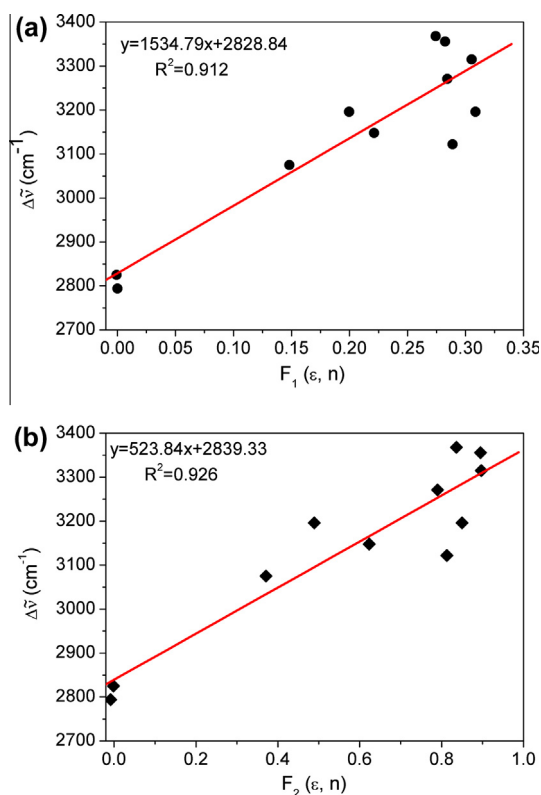 (a)
y=1534.79x+2828.84
R²=0.912
3400
3300
3200
3100
3000
2900
2800
2700
Δṽ (cm⁻¹)
0.00 0.05 0.10 0.15 0.20 0.25 0.30 0.35
F₁ (ε, n)
(b)
y=523.84x+2839.33
R²=0.926
3400
3300
3200
3100
3000
2900
2800
2700
Δṽ (cm⁻¹)
0.0 0.2 0.4 0.6 0.8 1.0
F₂ (ε, n)